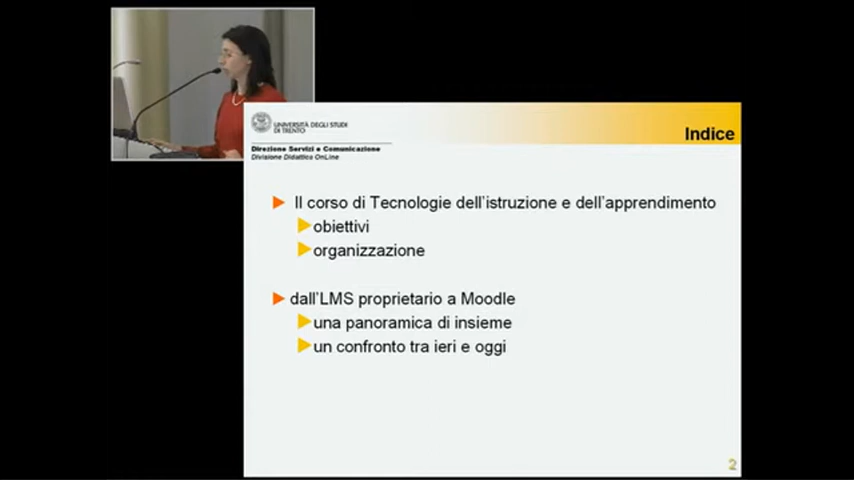 UNIVERSITÀ DEGLI STUDI
DI TRENTO
Direzione Servizi e Comunicazione
Divisione Didattica OnLine
Indice
Il corso di Tecnologie dell'istruzione e dell'apprendimento
obiettivi
organizzazione
dall'LMS proprietario a Moodle
una panoramica di insieme
un confronto tra ieri e oggi
2